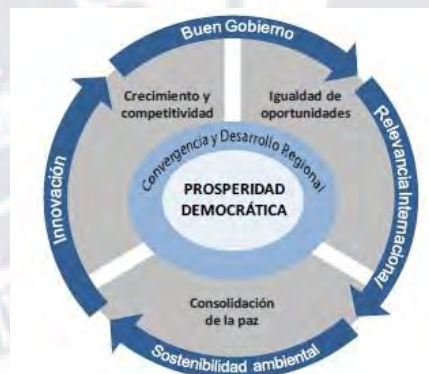 Buen Gobierno
Crecimiento y
competitividad
Igualdad de
oportunidades
Innovación
Relevancia Internacional
Convergencia y Desarrollo Regional
PROSPERIDAD
DEMOCRÁTICA
Consolidación
de la paz
Sostenibilidad ambiental